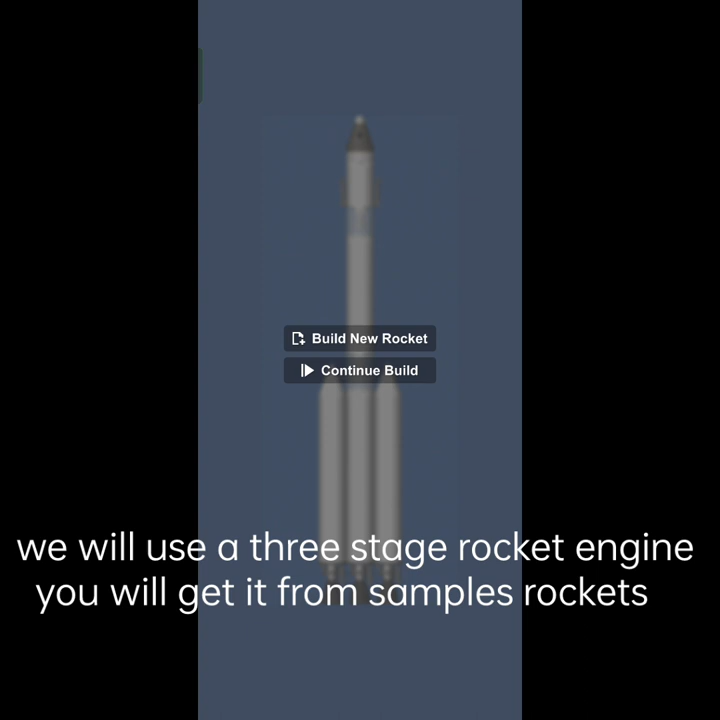 Build New Rocket
Continue Build
we will use a three stage rocket engine
you will get it from samples rockets